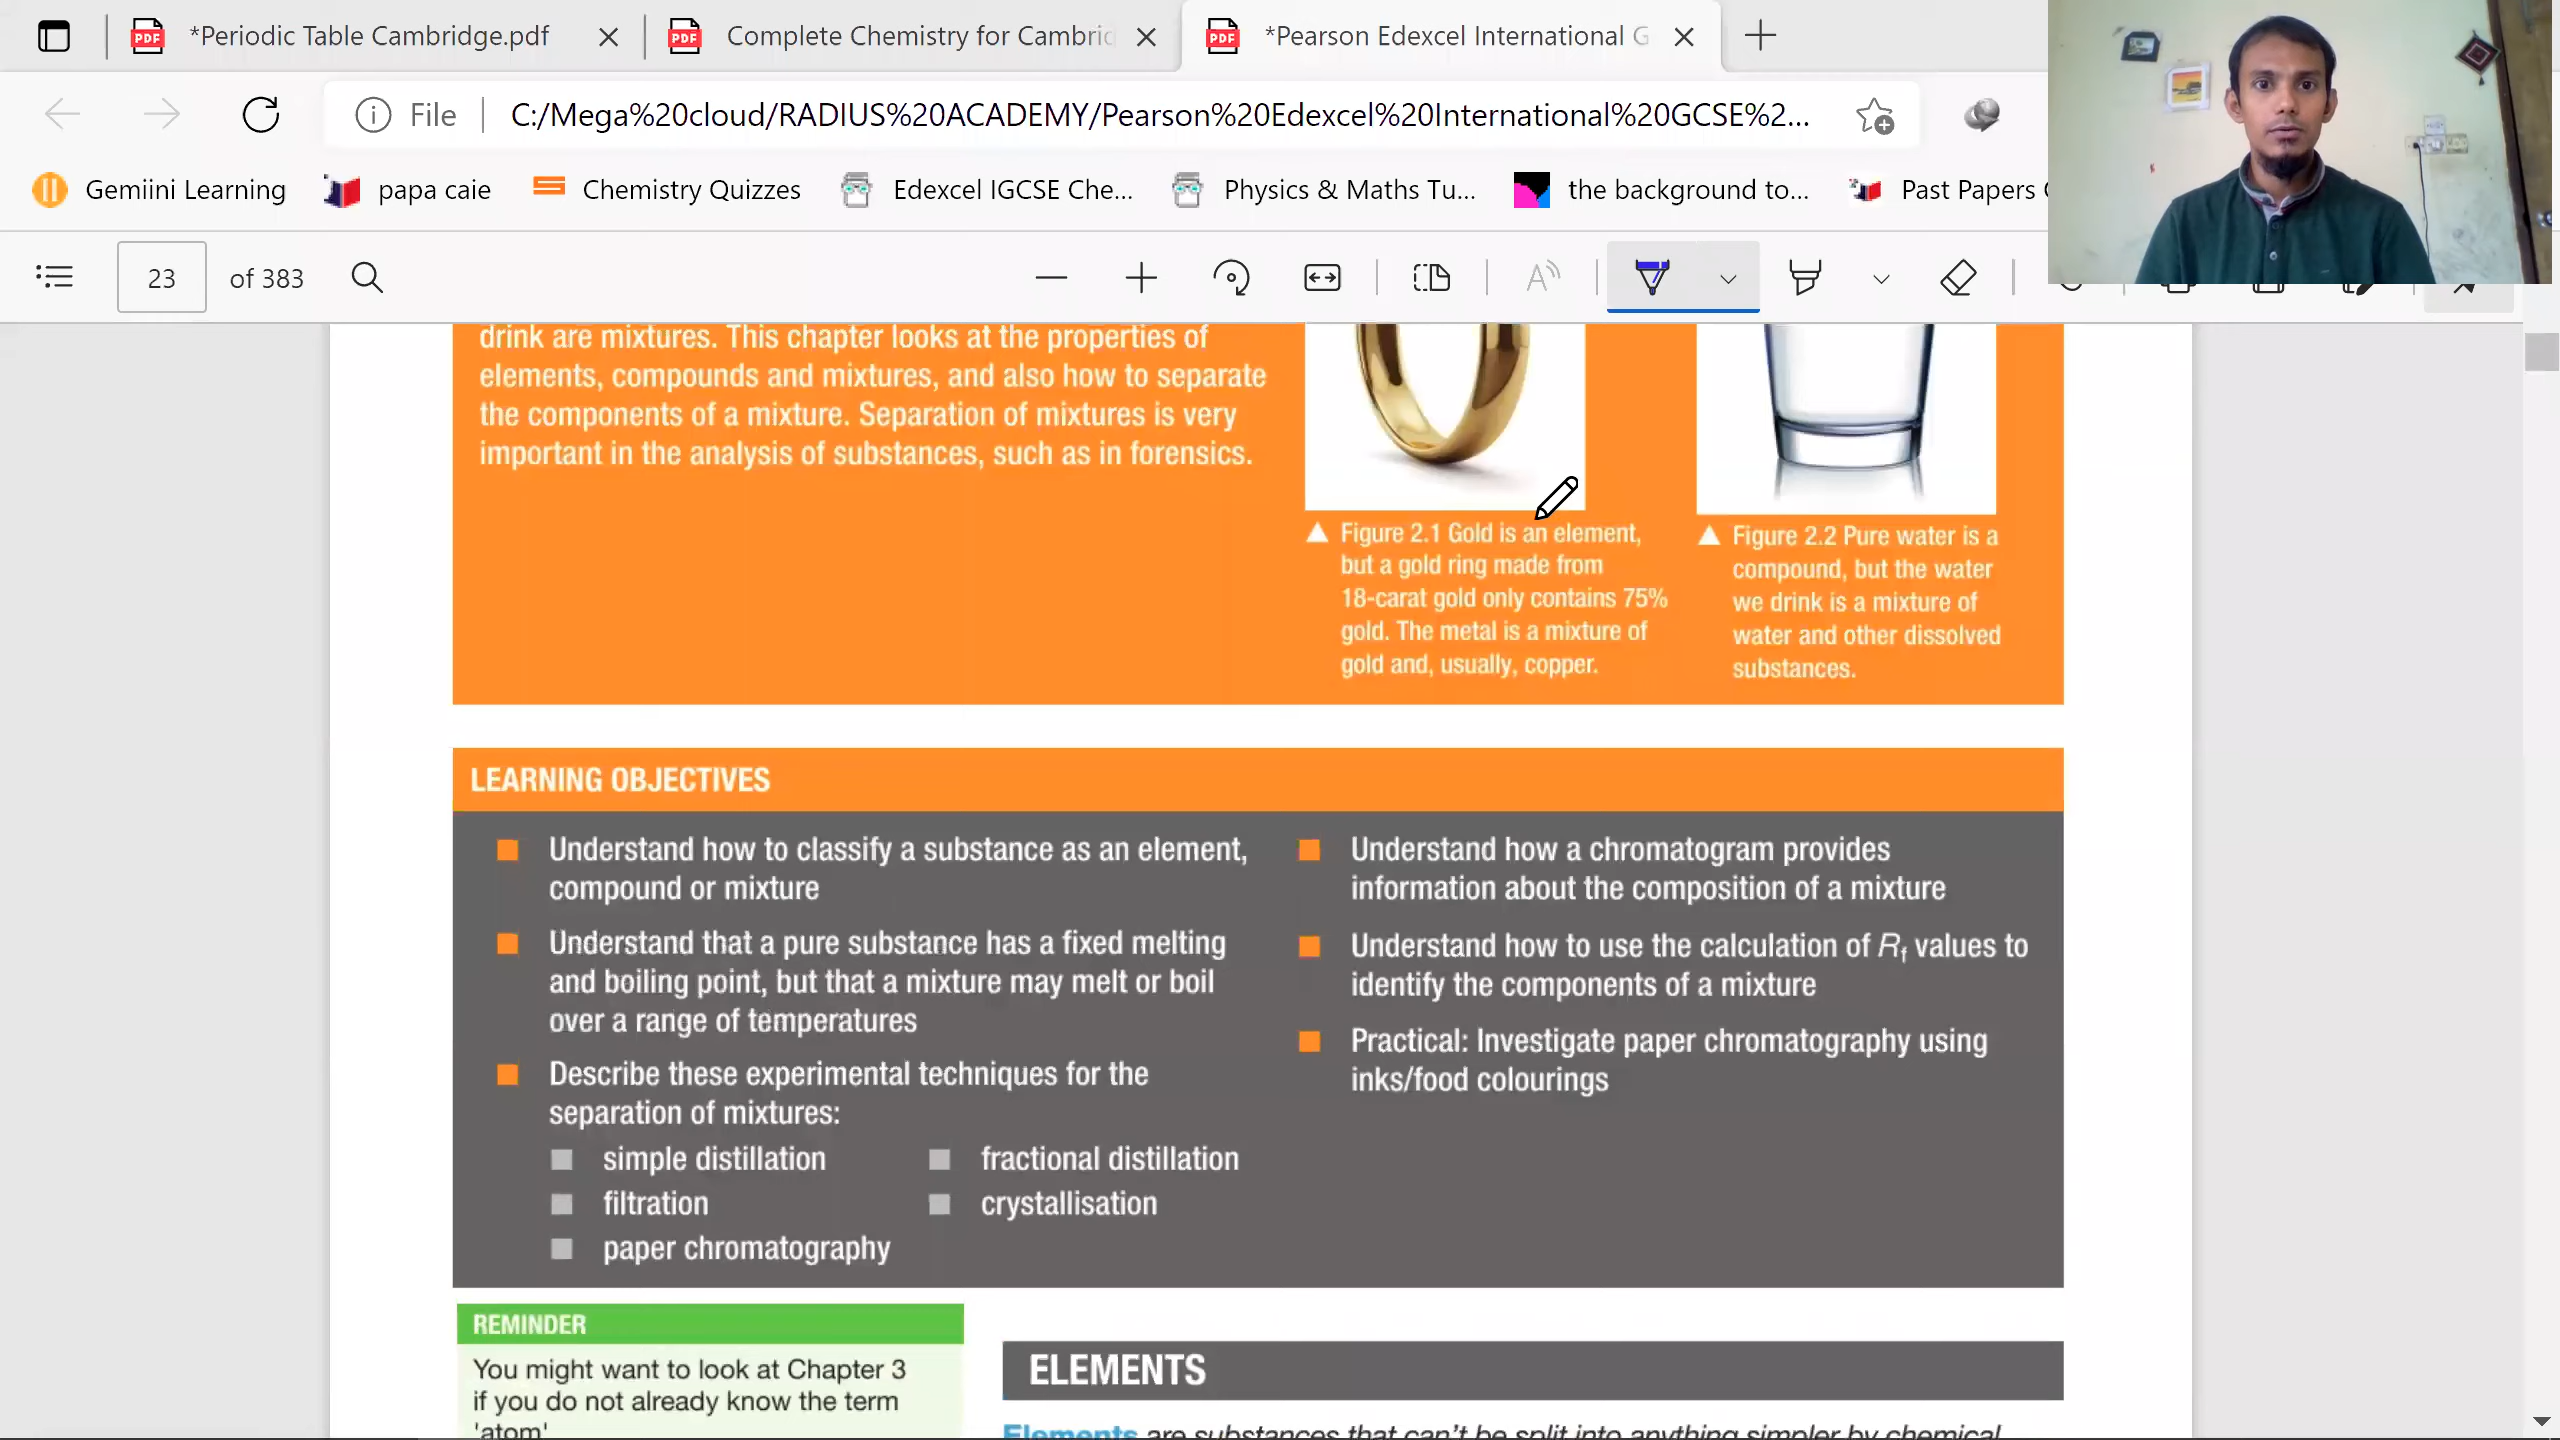 *Periodic Table Cambridge.pdf
Complete Chemistry for Cambric
*Pearson Edexcel International G
File
C:/Mega%20cloud/RADIUS%20ACADEMY/Pearson%20Edexcel%20International%20GCSE%2...
Gemiini Learning
papa caie
Chemistry Quizzes
Edexcel IGCSE Che...
Physics & Maths Tu...
the background to...
Past Papers
23 of 383
drink are mixtures. This chapter looks at the properties of
elements, compounds and mixtures, and also how to separate
the components of a mixture. Separation of mixtures is very
important in the analysis of substances, such as in forensics.
Figure 2.1 Gold is an element,
but a gold ring made from
18-carat gold only contains 75%
gold. The metal is a mixture of
gold and, usually, copper.
Figure 2.2 Pure water is a
compound, but the water
we drink is a mixture of
water and other dissolved
substances.
LEARNING OBJECTIVES
Understand how to classify a substance as an element,
compound or mixture
Understand that a pure substance has a fixed melting
and boiling point, but that a mixture may melt or boil
over a range of temperatures
Describe these experimental techniques for the
separation of mixtures:
simple distillation
fractional distillation
filtration
crystallisation
paper chromatography
Understand how a chromatogram provides
information about the composition of a mixture
Understand how to use the calculation of Rf values to
identify the components of a mixture
Practical: Investigate paper chromatography using
inks/food colourings
REMINDER
You might want to look at Chapter 3
if you do not already know the term
'atom'.
ELEMENTS
Elements are substances that can't be split into anything simpler by chemical